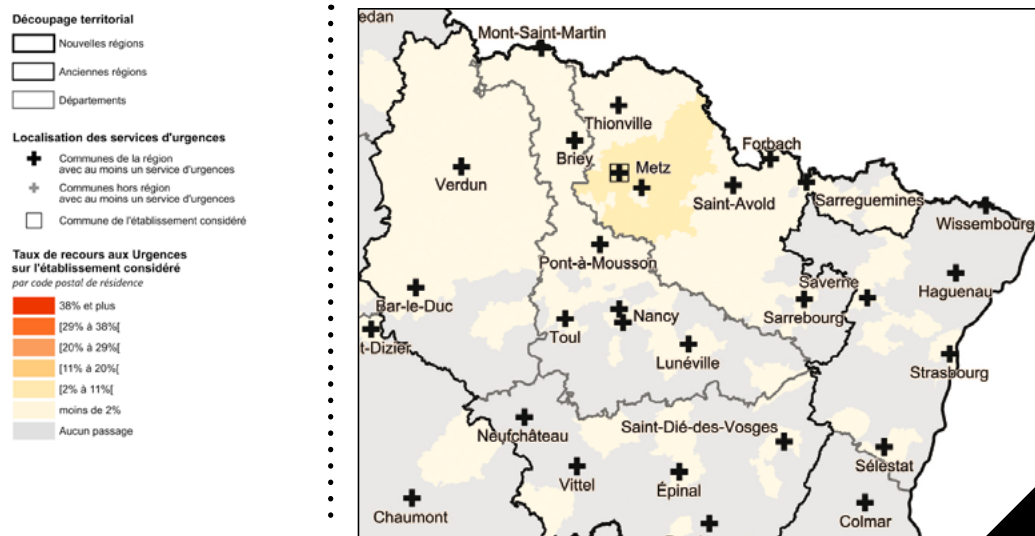 Découpage territorial
Nouvelles régions
Anciennes régions
Départements
Localisation des services d'urgences
Communes de la région
avec au moins un service d'urgences
Communes hors région
avec au moins un service d'urgences
Commune de l'établissement considéré
Taux de recours aux Urgences
sur l'établissement considéré
par code postal de résidence
38% et plus
[29% à 38%[
[20% à 29%[
[11% à 20%[
[2% à 11%[
moins de 2%
Aucun passage
edan
Mont-Saint-Martin
Thionville
Briey
Forbach
Metz
Verdun
Saint-Avold
Sarreguemines
Wissembourg
Pont-à-Mousson
Bar-le-Duc
Saverne
Haguenau
Nancy
Sarrebourg
t-Dizier
Toul
Lunéville
Strasbourg
Neufchâteau
Saint-Dié-des-Vosges
Sélestat
Vittel
Épinal
Chaumont
Colmar